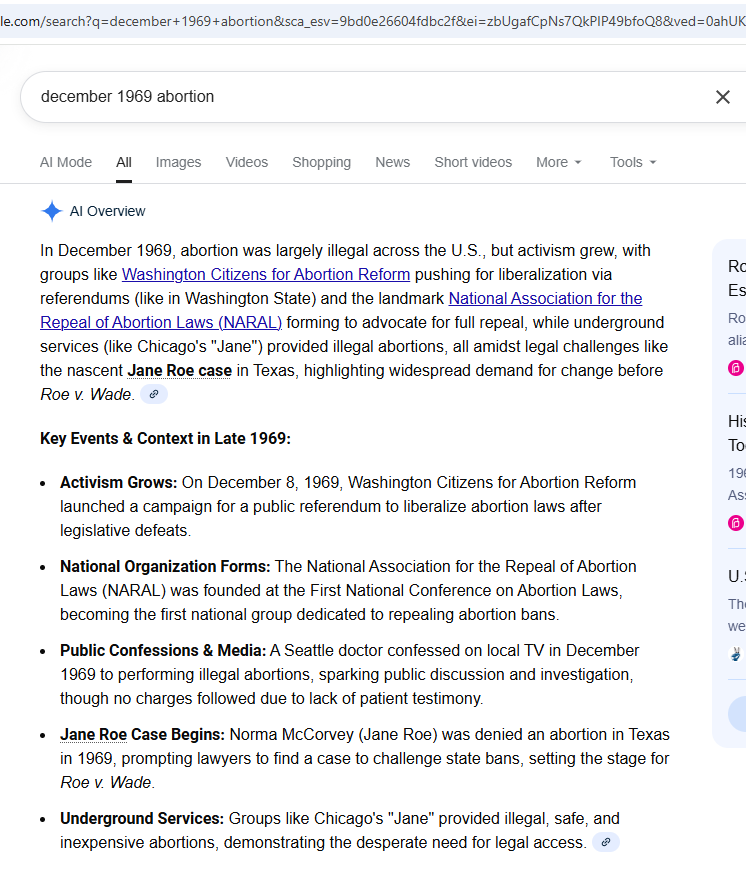 le.com/search?q=december+1969+abortion&sca_esv=9bd0e26604fdbc2f&ei=zbUgafCpNs7QkPIP49bfoQ8&ved=0ahUK
december 1969 abortion
AI Mode All Images Videos Shopping News Short videos More Tools
AI Overview
In December 1969, abortion was largely illegal across the U.S., but activism grew, with
groups like Washington Citizens for Abortion Reform pushing for liberalization via
referendums (like in Washington State) and the landmark National Association for the
Repeal of Abortion Laws (NARAL) forming to advocate for full repeal, while underground
services (like Chicago's "Jane") provided illegal abortions, all amidst legal challenges like
the nascent Jane Roe case in Texas, highlighting widespread demand for change before
Roe v. Wade.
Key Events & Context in Late 1969:
• Activism Grows: On December 8, 1969, Washington Citizens for Abortion Reform
launched a campaign for a public referendum to liberalize abortion laws after
legislative defeats.
• National Organization Forms: The National Association for the Repeal of Abortion
Laws (NARAL) was founded at the First National Conference on Abortion Laws,
becoming the first national group dedicated to repealing abortion bans.
• Public Confessions & Media: A Seattle doctor confessed on local TV in December
1969 to performing illegal abortions, sparking public discussion and investigation,
though no charges followed due to lack of patient testimony.
• Jane Roe Case Begins: Norma McCorvey (Jane Roe) was denied an abortion in Texas
in 1969, prompting lawyers to find a case to challenge state bans, setting the stage for
Roe v. Wade.
• Underground Services: Groups like Chicago's "Jane" provided illegal, safe, and
inexpensive abortions, demonstrating the desperate need for legal access.
Ro
Es
Ro
alia
His
To
196
Ass
U.S
The
we